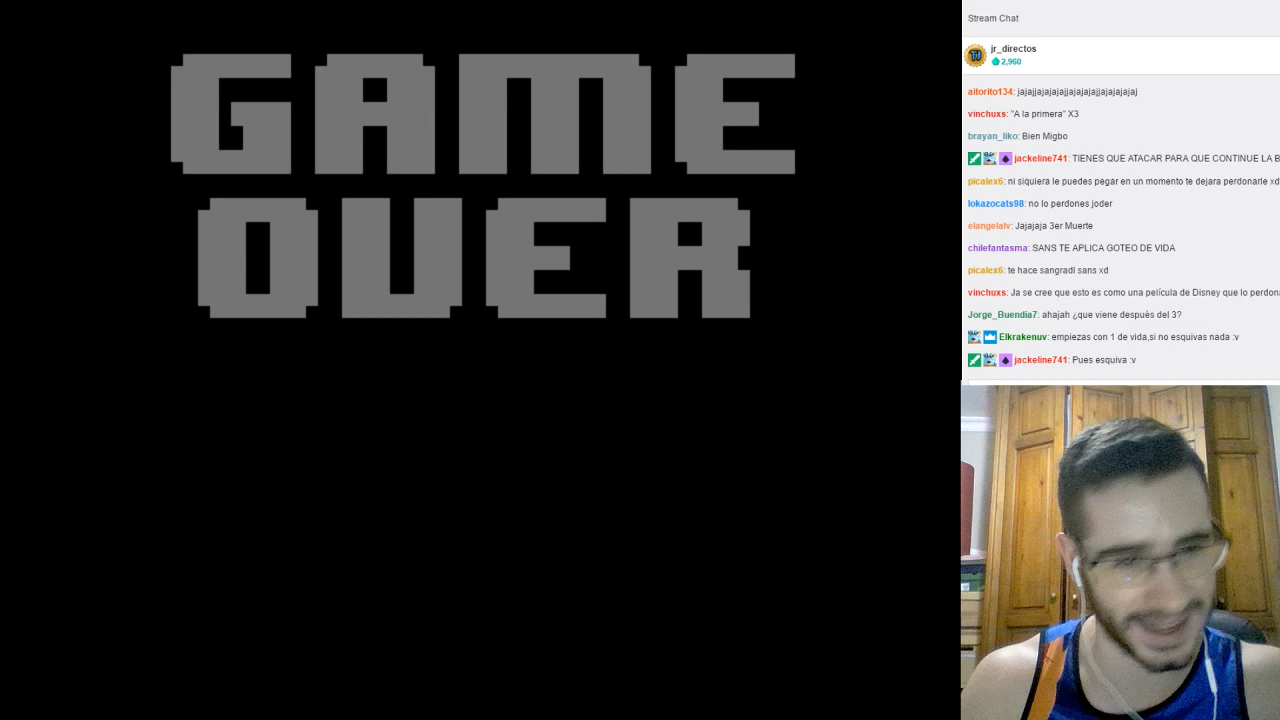 GAME
OVER
Stream Chat
jr_directos
2,960
aitorito134: jajajjajajajajjajajajajjajajajajaj
vinchuxs: "A la primera" X3
brayan_liko: Bien Migbo
jackeline741: TIENES QUE ATACAR PARA QUE CONTINUE LA B
picalex6: ni siquiera le puedes pegar en un momento te dejara perdonarle xd
lokazocats98: no lo perdones joder
elangelalv: Jajajaja 3er Muerte
chilefantasma: SANS TE APLICA GOTEO DE VIDA
picalex6: te hace sangradl sans xd
vinchuxs: Ja se cree que esto es como una película de Disney que lo perdona
Jorge_Buendia7: ahajah ¿que viene después del 3?
Elkrakenuv: empiezas con 1 de vida,si no esquivas nada :v
jackeline741: Pues esquiva :v